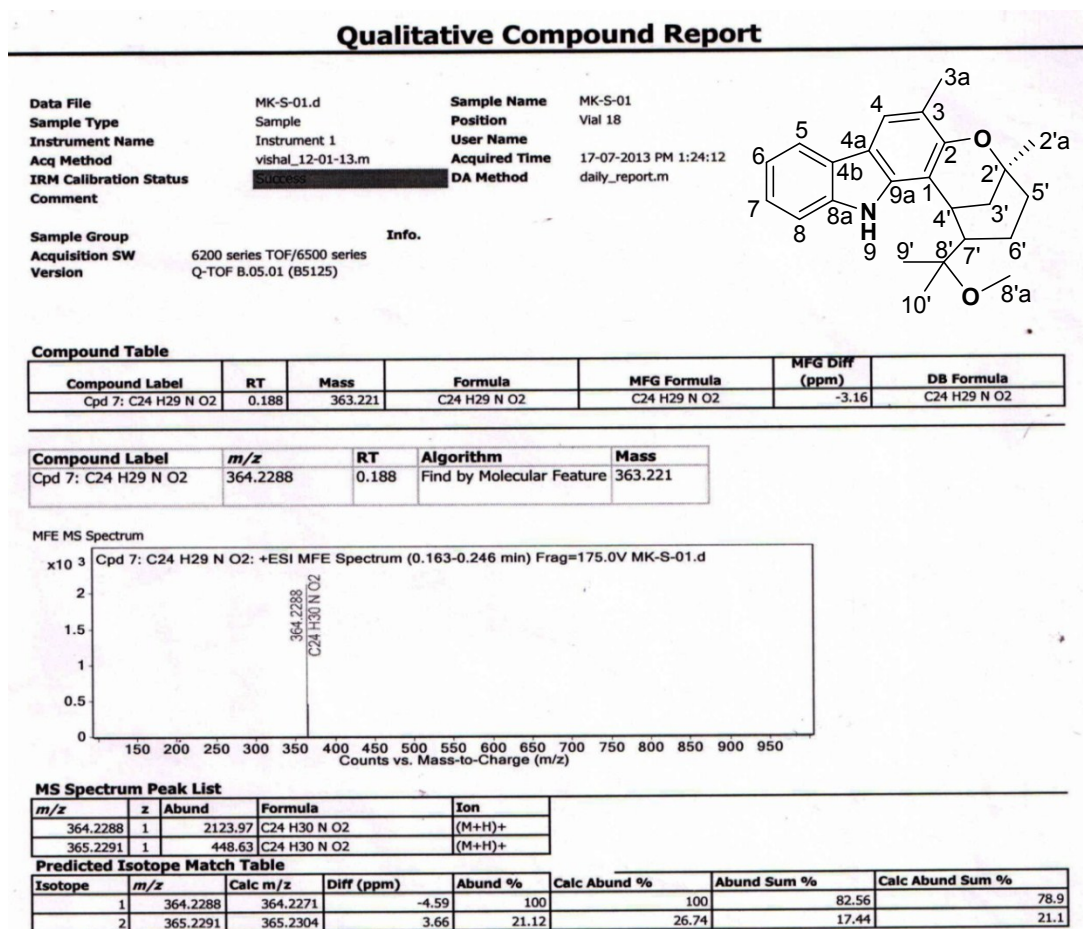 Qualitative Compound Report
Data File MK-S-01.d Sample Name MK-S-01
Sample Type Sample Position Vial 18
Instrument Name Instrument 1 User Name
Acq Method vishal_12-01-13.m Acquired Time 17-07-2013 PM 1:24:12
IRM Calibration Status Success DA Method daily_report.m
Comment
Sample Group Info.
Acquisition SW 6200 series TOF/6500 series
Version Q-TOF B.05.01 (B5125)
3a
4 3
5 4a O 2'a
6 4b 2 2'
7 9a 1 3' 5'
8a N 4'
8 H 6'
9 9' 8' 7'
10' O 8'a
Compound Table
Compound Label RT Mass Formula MFG Formula MFG Diff (ppm) DB Formula
Cpd 7: C24 H29 N O2 0.188 363.221 C24 H29 N O2 C24 H29 N O2 -3.16 C24 H29 N O2
Compound Label m/z RT Algorithm Mass
Cpd 7: C24 H29 N O2 364.2288 0.188 Find by Molecular Feature 363.221
MFE MS Spectrum
x10 3 Cpd 7: C24 H29 N O2: +ESI MFE Spectrum (0.163-0.246 min) Frag=175.0V MK-S-01.d
2
1.5
1
0.5
0
364.2288
C24 H30 N O2
150 200 250 300 350 400 450 500 550 600 650 700 750 800 850 900 950
Counts vs. Mass-to-Charge (m/z)
MS Spectrum Peak List
m/z z Abund Formula Ion
364.2288 1 2123.97 C24 H30 N O2 (M+H)+
365.2291 1 448.63 C24 H30 N O2 (M+H)+
Predicted Isotope Match Table
Isotope m/z Calc m/z Diff (ppm) Abund % Calc Abund % Abund Sum % Calc Abund Sum %
1 364.2288 364.2271 -4.59 100 100 82.56 78.9
2 365.2291 365.2304 3.66 21.12 26.74 17.44 21.1